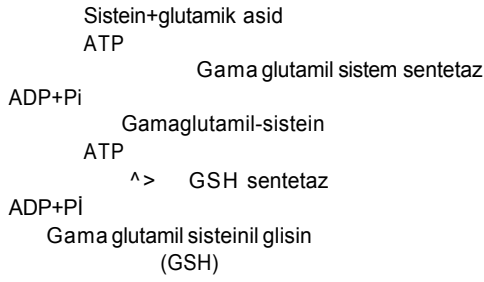 Sistein+glutamik asid
ATP
Gama glutamil sistem sentetaz
ADP+Pi
Gamaglutamil-sistein
ATP
^> GSH sentetaz
ADP+Pİ
Gama glutamil sisteinil glisin
(GSH)